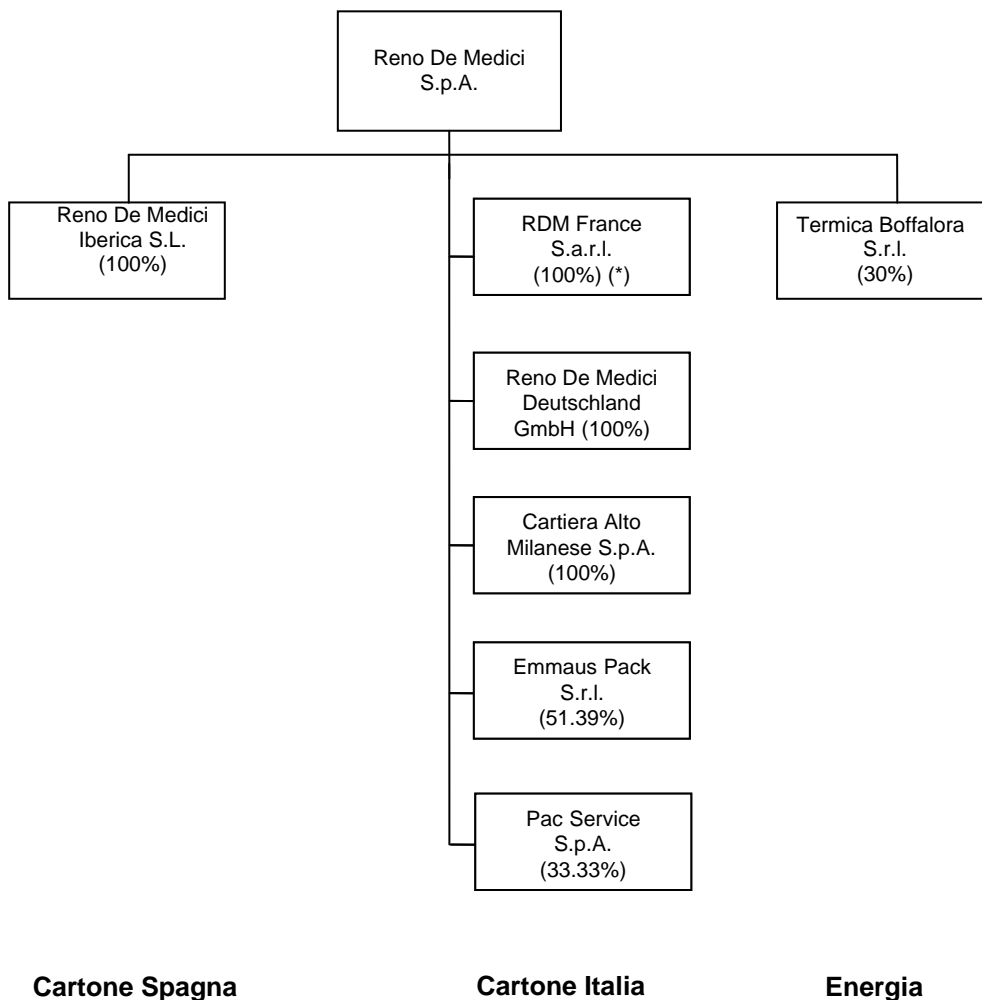 Reno De Medici
S.p.A.
Reno De Medici
Iberica S.L.
(100%)
RDM France
S.a.r.l.
(100%) (*)
Termica Boffalora
S.r.l.
(30%)
Reno De Medici
Deutschland
GmbH (100%)
Cartiera Alto
Milanese S.p.A.
(100%)
Emmaus Pack
S.r.l.
(51.39%)
Pac Service
S.p.A.
(33.33%)
Cartone Spagna
Cartone Italia
Energia